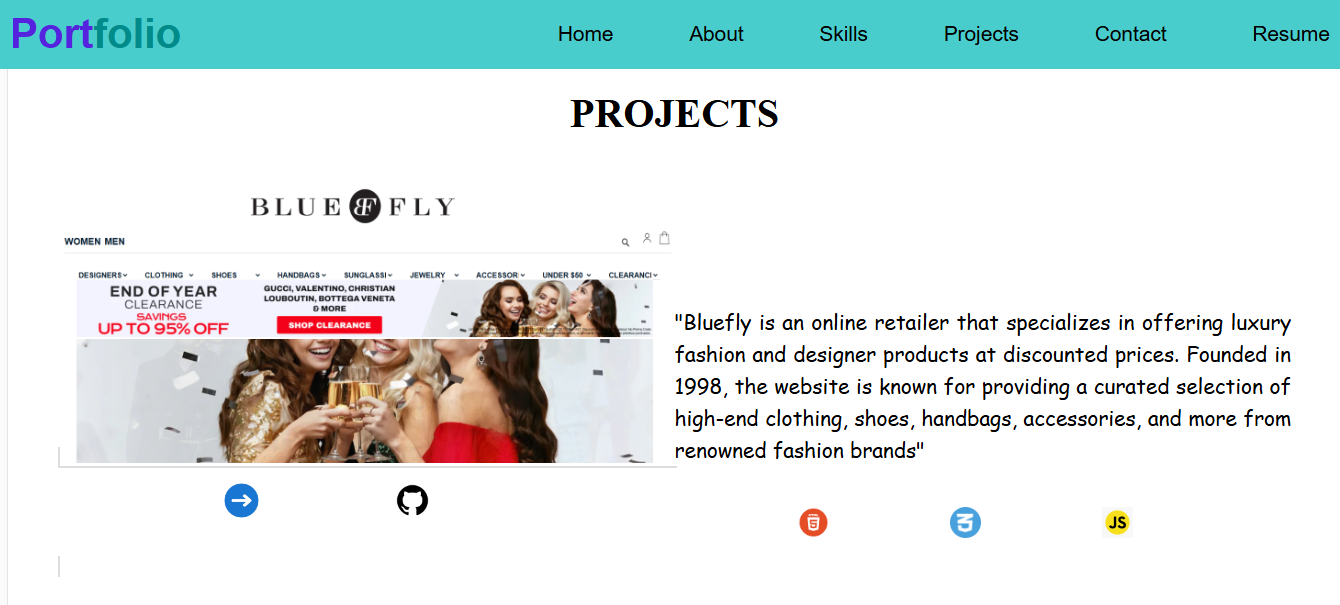 Portfolio
Home About Skills Projects Contact Resume
PROJECTS
BLUE BF FLY
WOMEN MEN
DESIGNERS CLOTHING SHOES HANDBAGS SUNGLASSI JEWELRY ACCESSOR UNDER $60 CLEARANCI
END OF YEAR
CLEARANCE
SAVINGS
UP TO 95% OFF
GUCCI, VALENTINO, CHRISTIAN
LOUBOUTIN, BOTTEGA VENETA
& MORE
SHOP CLEARANCE
"Bluefly is an online retailer that specializes in offering luxury
fashion and designer products at discounted prices. Founded in
1998, the website is known for providing a curated selection of
high-end clothing, shoes, handbags, accessories, and more from
renowned fashion brands"
HTML
5
3
JS